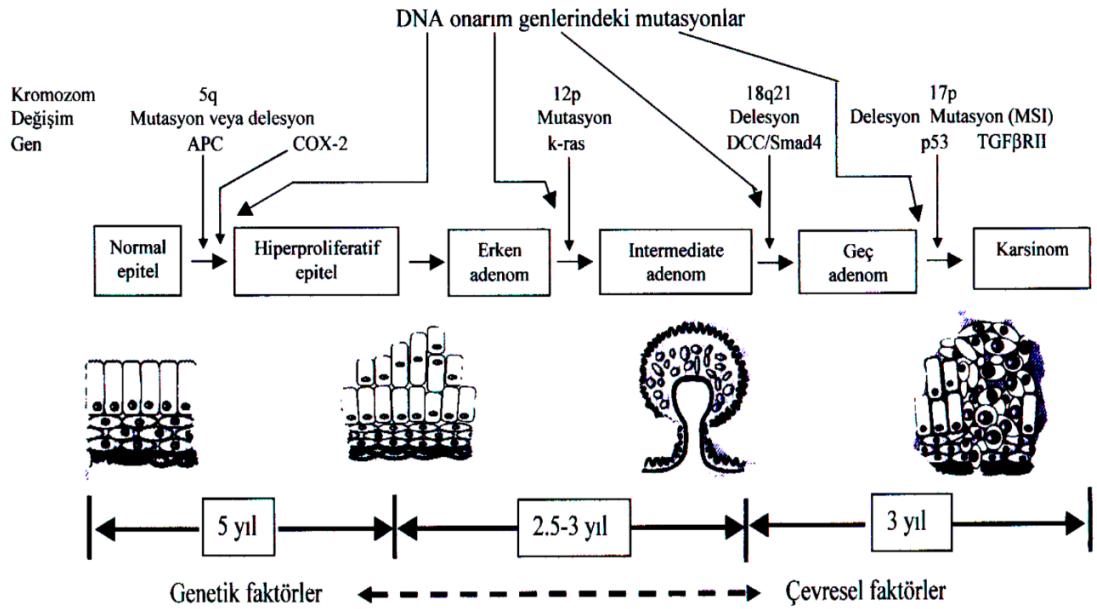 DNA onarım genlerindeki mutasyonlar
Kromozom 5q 12p 18q21 17p
Değişim Mutasyon veya delesyon Mutasyon Delesyon Delesyon Mutasyon (MSI)
Gen APC COX-2 k-ras DCC/Smad4 p53 TGFβRII
Normal epitel
Hiperproliferatif epitel
Erken adenom
Intermediate adenom
Geç adenom
Karsinom
5 yıl 2.5-3 yıl 3 yıl
Genetik faktörler Çevresel faktörler